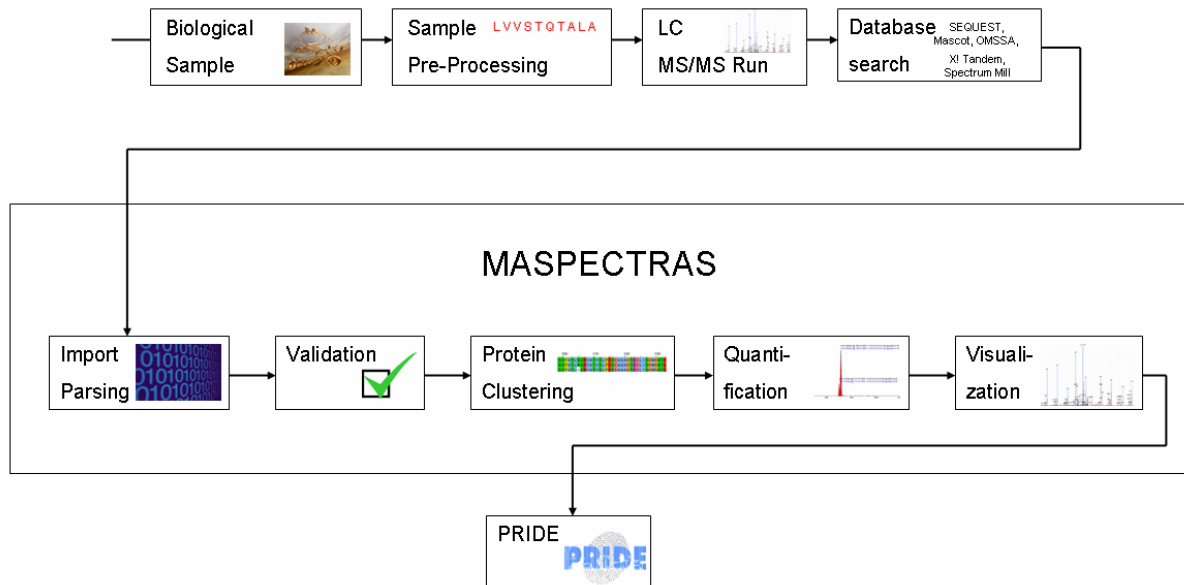 Biological
Sample
Sample LVVSTQTALA
Pre-Processing
LC
MS/MS Run
Database
search
SEQUEST,
Mascot, OMSSA,
X! Tandem,
Spectrum Mill
MASPECTRAS
Import
Parsing
Validation
Protein
Clustering
Quanti-
fication
Visuali-
zation
PRIDE
PRIDE